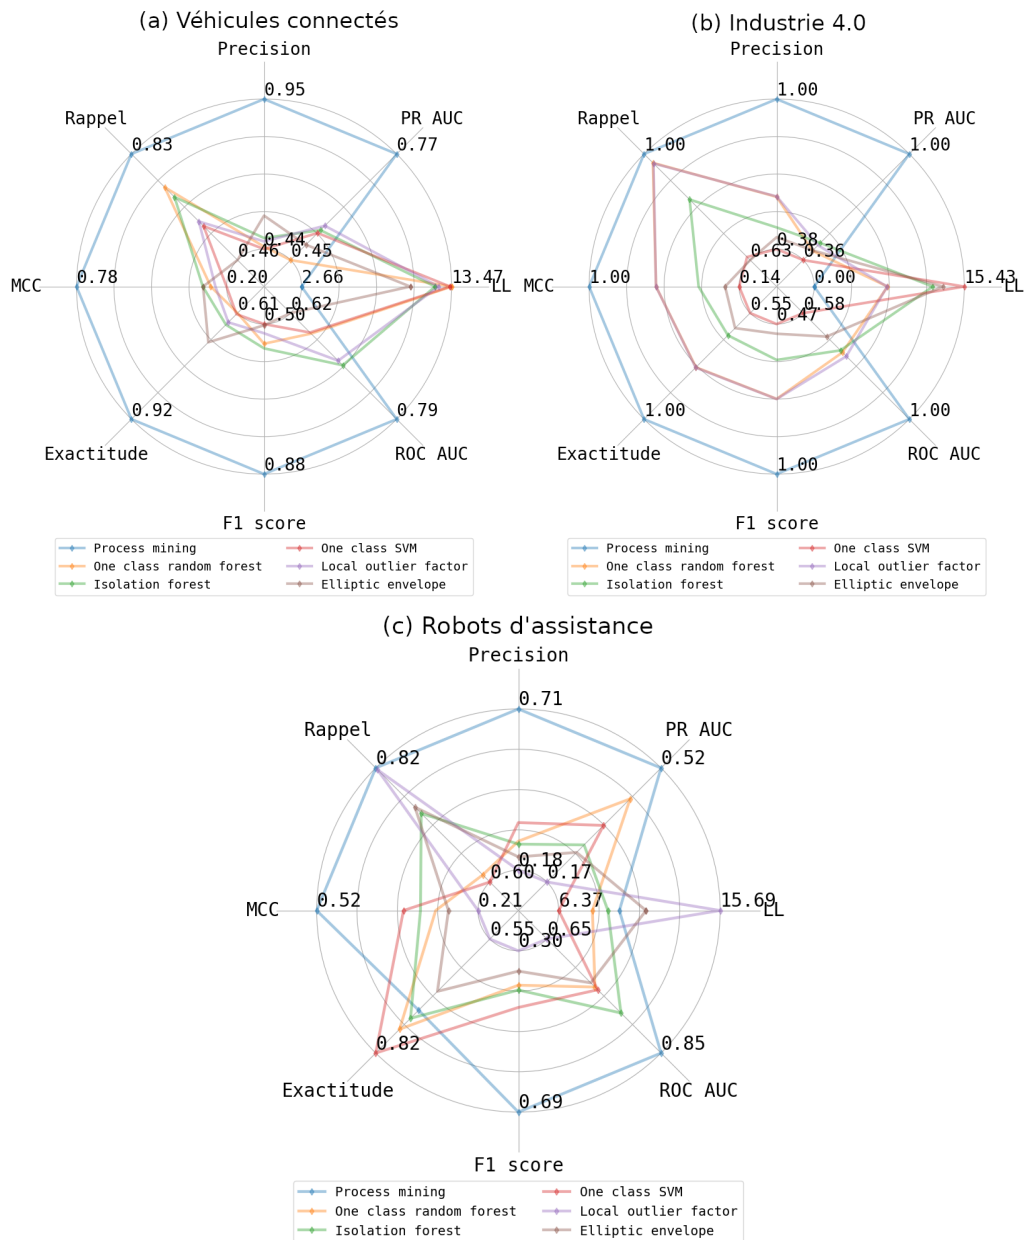 (a) Véhicules connectés
Precision
0.95
Rappel
PR AUC
0.83
0.77
0.44
0.46
0.45
MCC
0.78
0.20
2.66
13.47
LL
0.61
0.62
0.50
0.92
0.79
Exactitude
ROC AUC
0.88
F1 score
Process mining
One class random forest
Isolation forest
One class SVM
Local outlier factor
Elliptic envelope
(b) Industrie 4.0
Precision
1.00
Rappel
PR AUC
1.00
1.00
0.38
0.63
0.36
MCC
1.00
0.14
0.00
15.43
LL
0.55
0.58
0.47
1.00
1.00
Exactitude
ROC AUC
1.00
F1 score
Process mining
One class random forest
Isolation forest
One class SVM
Local outlier factor
Elliptic envelope
(c) Robots d'assistance
Precision
0.71
Rappel
PR AUC
0.82
0.52
0.18
0.60
0.17
MCC
0.52
0.21
6.37
15.69
LL
0.55
0.65
0.30
0.82
0.85
Exactitude
ROC AUC
0.69
F1 score
Process mining
One class random forest
Isolation forest
One class SVM
Local outlier factor
Elliptic envelope